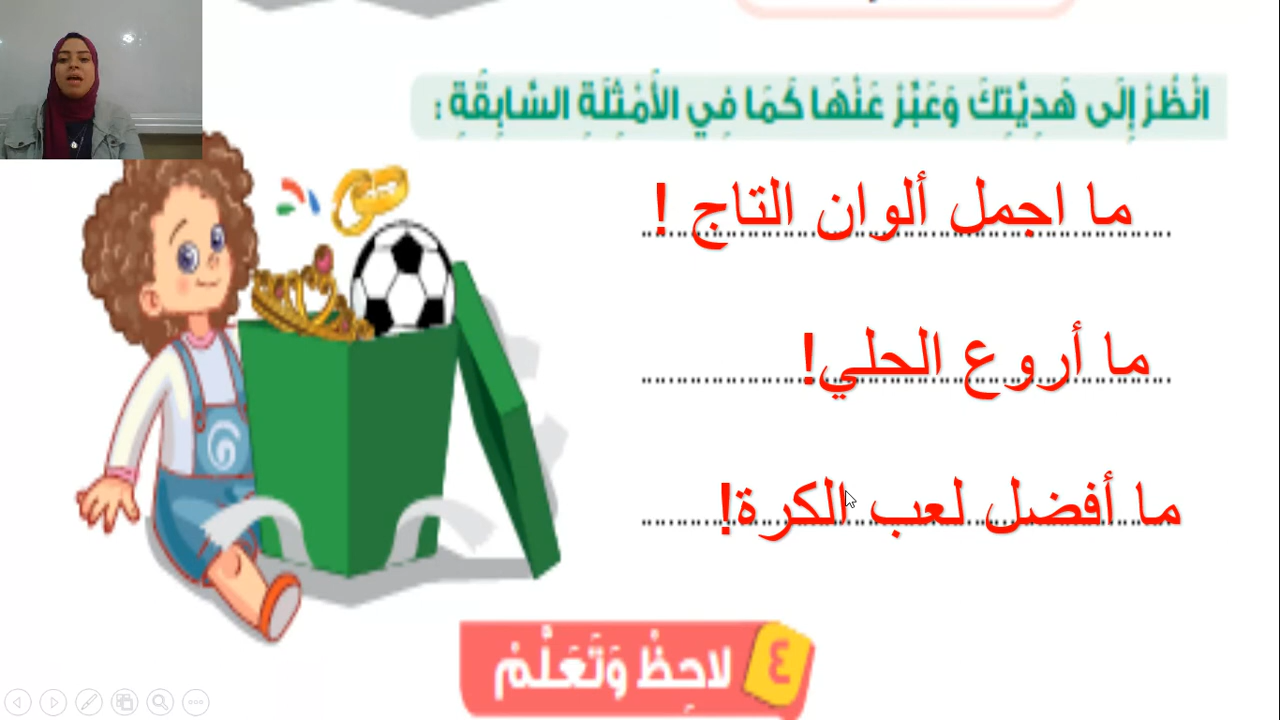 انْظُرْ إِلَى هَدِيَّتِكَ وَعَبِّرْ عَنْهَا كَمَا فِي الأَمْثِلَةِ السَّابِقَةِ :
ما اجمل ألوان التاج !
ما أروع الحلي!
ما أفضل لعب الكرة!
٤ لاحِظْ وَتَعَلَّمْ